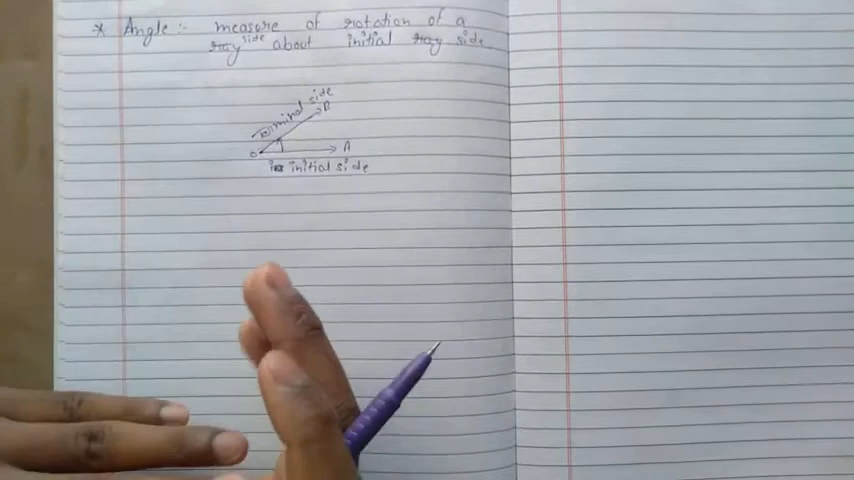 * Angle :- measure of rotation of a
ray side about initial ray side.
Terminal side
B
O
A
initial side